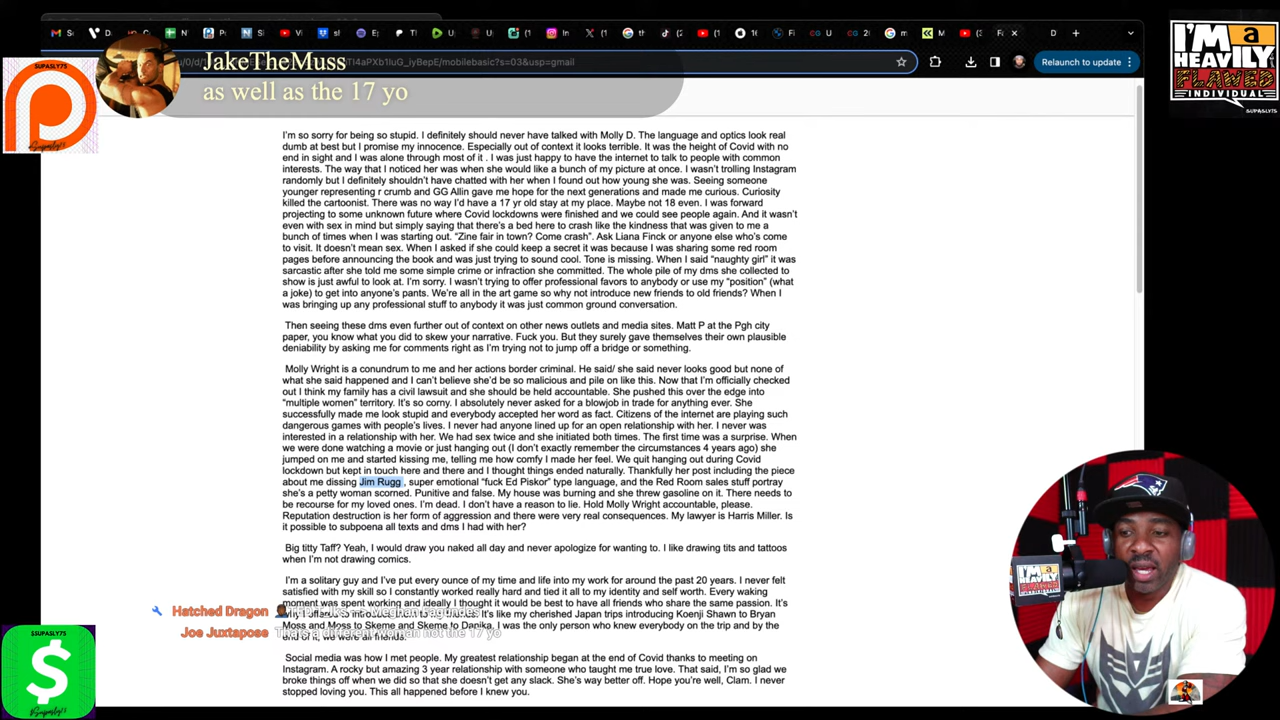 JakeTheMuss
as well as the 17 yo
TI4aPXb1luG_iyBepE/mobilebasic?s=03&usp=gmail
Relaunch to update
SUPASLY75
I'M a
HEAVILY
FLAWED
INDIVIDUAL
I'm so sorry for being so stupid. I definitely should never have talked with Molly D. The language and optics look real
dumb at best but I promise my innocence. Especially out of context it looks terrible. It was the height of Covid with no
end in sight and I was alone through most of it . I was just happy to have the internet to talk to people with common
interests. The way that I noticed her was when she would like a bunch of my picture at once. I wasn't trolling Instagram
randomly but I definitely shouldn't have chatted with her when I found out how young she was. Seeing someone
younger representing r crumb and GG Allin gave me hope for the next generations and made me curious. Curiosity
killed the cartoonist. There was no way I'd have a 17 yr old stay at my place. Maybe not 18 even. I was forward
projecting to some unknown future where Covid lockdowns were finished and we could see people again. And it wasn't
even with sex in mind but simply saying that there's a bed here to crash like the kindness that was given to me a
bunch of times when I was starting out. "Zine fair in town? Come crash". Ask Liana Finck or anyone else who's come
to visit. It doesn't mean sex. When I asked if she could keep a secret it was because I was sharing some red room
pages before announcing the book and was just trying to sound cool. Tone is missing. When I said "naughty girl" it was
sarcastic after she told me some simple crime or infraction she committed. The whole pile of my dms she collected to
show is just awful to look at. I'm sorry. I wasn't trying to offer professional favors to anybody or use my "position" (what
a joke) to get into anyone's pants. We're all in the art game so why not introduce new friends to old friends? When I
was bringing up any professional stuff to anybody it was just common ground conversation.
Then seeing these dms even further out of context on other news outlets and media sites. Matt P at the Pgh city
paper, you know what you did to skew your narrative. Fuck you. But they surely gave themselves their own plausible
deniability by asking me for comments right as I'm trying not to jump off a bridge or something.
Molly Wright is a conundrum to me and her actions border criminal. He said/ she said never looks good but none of
what she said happened and I can't believe she'd be so malicious and pile on like this. Now that I'm officially checked
out I think my family has a civil lawsuit and she should be held accountable. She pushed this over the edge into
"multiple women" territory. It's so corny. I absolutely never asked for a blowjob in trade for anything ever. She
successfully made me look stupid and everybody accepted her word as fact. Citizens of the internet are playing such
dangerous games with people's lives. I never had anyone lined up for an open relationship with her. I never was
interested in a relationship with her. We had sex twice and she initiated both times. The first time was a surprise. When
we were done watching a movie or just hanging out (I don't exactly remember the circumstances 4 years ago) she
jumped on me and started kissing me, telling me how comfy I made her feel. We quit hanging out during Covid
lockdown but kept in touch here and there and I thought things ended naturally. Thankfully her post including the piece
about me dissing Jim Rugg , super emotional "fuck Ed Piskor" type language, and the Red Room sales stuff portray
she's a petty woman scorned. Punitive and false. My house was burning and she threw gasoline on it. There needs to
be recourse for my loved ones. I'm dead. I don't have a reason to lie. Hold Molly Wright accountable, please.
Reputation destruction is her form of aggression and there were very real consequences. My lawyer is Harris Miller. Is
it possible to subpoena all texts and dms I had with her?
Big titty Taff? Yeah, I would draw you naked all day and never apologize for wanting to. I like drawing tits and tattoos
when I'm not drawing comics.
I'm a solitary guy and I've put every ounce of my time and life into my work for around the past 20 years. I never felt
satisfied with my skill so I constantly worked really hard and tied it all to my identity and self worth. Every waking
moment was spent working and ideally I thought it would be best to have all friends who share the same passion. It's
It's like my cherished Japan trips introducing Koenji Shawn to Bryan
Moss and Moss to Skeme and Skeme to Danika. I was the only person who knew everybody on the trip and by the
end of it, we were all friends.
Hatched Dragon
Joe Juxtapose That's a different woman not the 17 yo
Social media was how I met people. My greatest relationship began at the end of Covid thanks to meeting on
Instagram. A rocky but amazing 3 year relationship with someone who taught me true love. That said, I'm so glad we
broke things off when we did so that she doesn't get any slack. She's way better off. Hope you're well, Clam. I never
stopped loving you. This all happened before I knew you.
$SUPASLY75